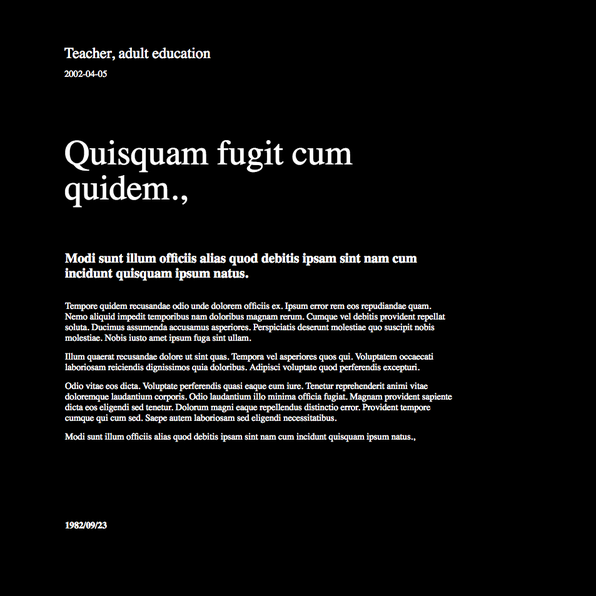 Teacher, adult education
2002-04-05
Quisquam fugit cum
quidem.,
Modi sunt illum officiis alias quod debitis ipsam sint nam cum
incidunt quisquam ipsum natus.
Tempore quidem recusandae odio unde dolorem officiis ex. Ipsum error rem eos repudiandae quam.
Nemo aliquid impedit temporibus nam doloribus magnam rerum. Cumque vel debitis provident repellat
soluta. Ducimus assumenda accusamus asperiores. Perspiciatis deserunt molestiae quo suscipit nobis
molestiae. Nobis iusto amet ipsum fuga sint ullam.
Illum quaerat recusandae dolore ut sint quas. Tempora vel asperiores quos qui. Voluptatem occaecati
laboriosam reiciendis dignissimos quia doloribus. Adipisci voluptate quod perferendis excepturi.
Odio vitae eos dicta. Voluptate perferendis quasi eaque eum iure. Tenetur reprehenderit animi vitae
doloremque laudantium corporis. Odio laudantium illo minima officia fugiat. Magnam provident sapiente
dicta eos eligendi sed tenetur. Dolorum magni eaque repellendus distinctio error. Provident tempore
cumque qui cum sed. Saepe autem laboriosam sed eligendi necessitatibus.
Modi sunt illum officiis alias quod debitis ipsam sint nam cum incidunt quisquam ipsum natus.,
1982/09/23